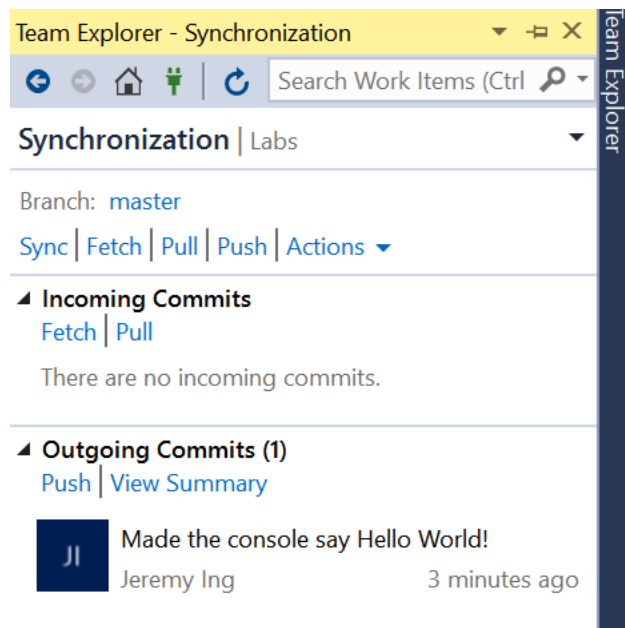 Team Explorer - Synchronization
Search Work Items (Ctrl
Synchronization | Labs
Branch: master
Sync | Fetch | Pull | Push | Actions
Incoming Commits
Fetch | Pull
There are no incoming commits.
Outgoing Commits (1)
Push | View Summary
JI
Made the console say Hello World!
Jeremy Ing 3 minutes ago
Team Explorer